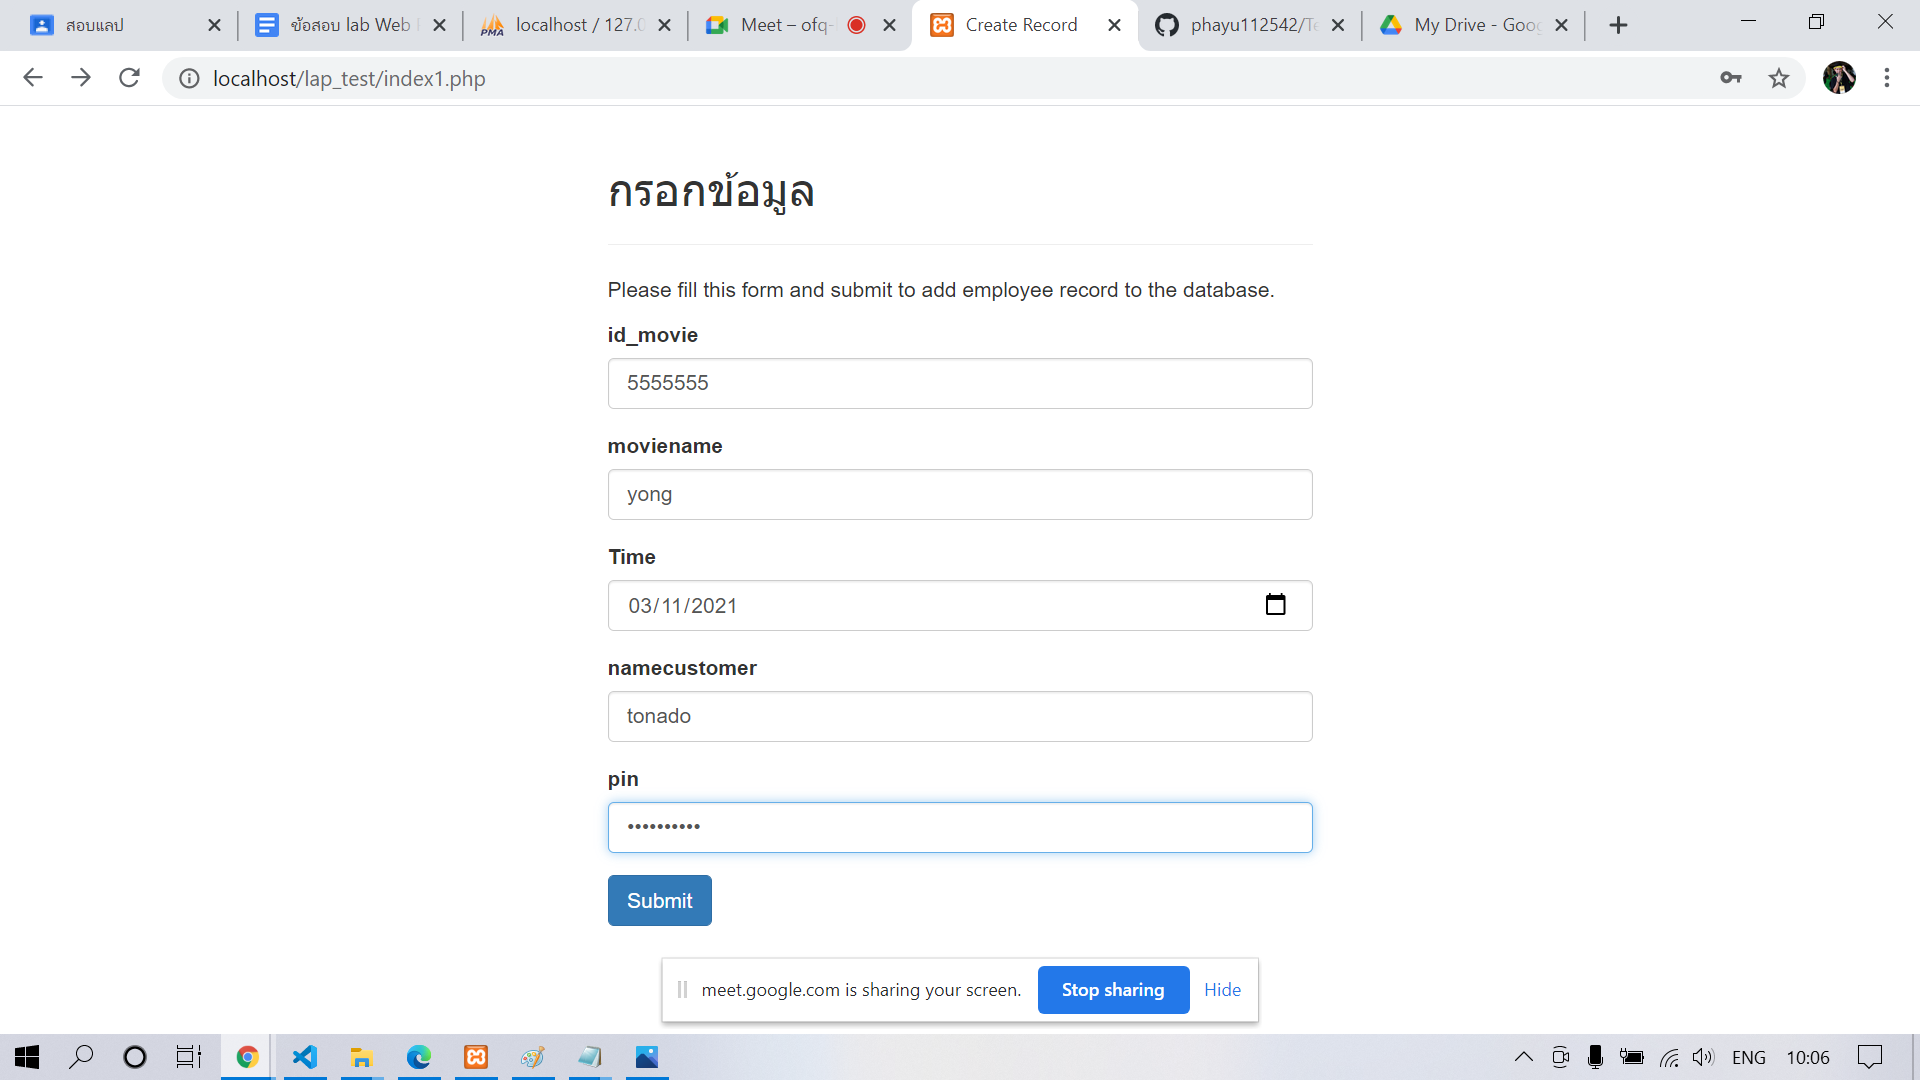 สอบแลป
ข้อสอบ lab Web
localhost / 127.0
Meet – ofq-
Create Record
phayu112542/Te
My Drive - Goog
localhost/lap_test/index1.php
กรอกข้อมูล
Please fill this form and submit to add employee record to the database.
id_movie
5555555
moviename
yong
Time
03/11/2021
namecustomer
tonado
pin
••••••••••
Submit
meet.google.com is sharing your screen.
Stop sharing
Hide
ENG
10:06